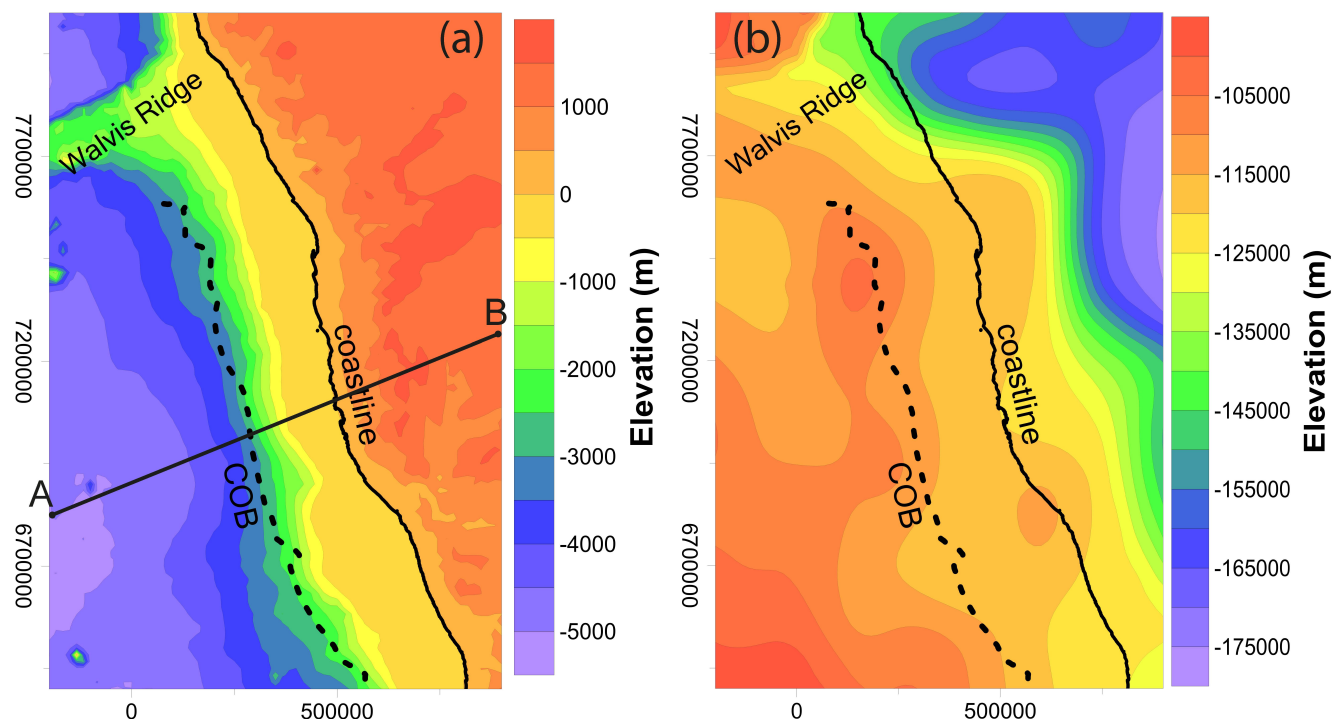 (a)
Walvis Ridge
coastline
COB
A
B
7700000
7200000
6700000
0
500000
1000
0
-1000
-2000
-3000
-4000
-5000
Elevation (m)
(b)
Walvis Ridge
coastline
COB
7700000
7200000
6700000
0
500000
-105000
-115000
-125000
-135000
-145000
-155000
-165000
-175000
Elevation (m)